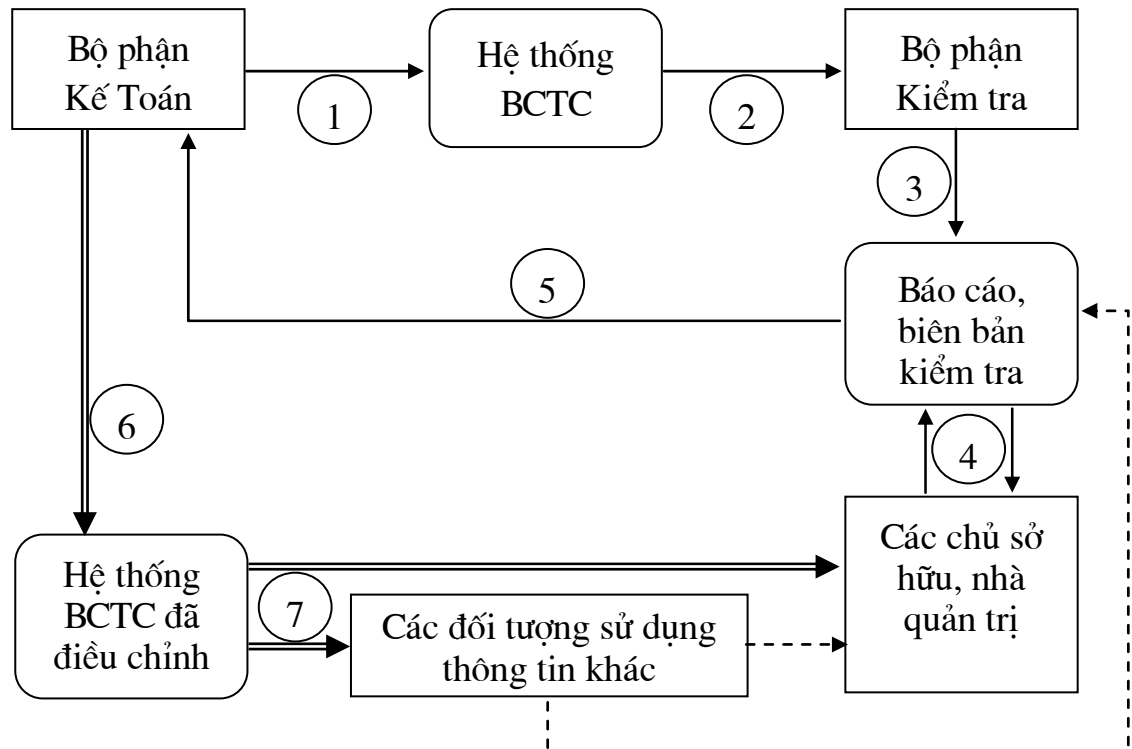 Bộ phận
Kế Toán
1
Hệ thống
BCTC
2
Bộ phận
Kiểm tra
3
Báo cáo,
biên bản
kiểm tra
5
4
6
Các chủ sở
hữu, nhà
quản trị
Hệ thống
BCTC đã
điều chỉnh
7
Các đối tượng sử dụng
thông tin khác